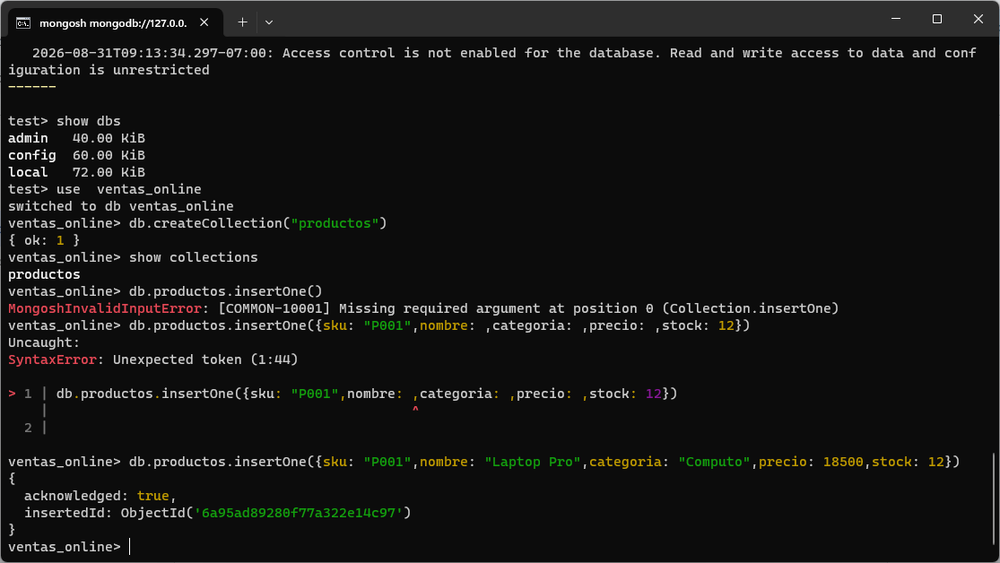 mongosh mongodb://127.0.0.
2026-08-31T09:13:34.297-07:00: Access control is not enabled for the database. Read and write access to data and conf
iguration is unrestricted
------
test> show dbs
admin   40.00 KiB
config  60.00 KiB
local   72.00 KiB
test> use  ventas_online
switched to db ventas_online
ventas_online> db.createCollection("productos")
{ ok: 1 }
ventas_online> show collections
productos
ventas_online> db.productos.insertOne()
MongoshInvalidInputError: [COMMON-10001] Missing required argument at position 0 (Collection.insertOne)
ventas_online> db.productos.insertOne({sku: "P001",nombre: ,categoria: ,precio: ,stock: 12})
Uncaught:
SyntaxError: Unexpected token (1:44)
> 1 | db.productos.insertOne({sku: "P001",nombre: ,categoria: ,precio: ,stock: 12})
    |                                             ^
  2 |
ventas_online> db.productos.insertOne({sku: "P001",nombre: "Laptop Pro",categoria: "Computo",precio: 18500,stock: 12})
{
  acknowledged: true,
  insertedId: ObjectId('6a95ad89280f77a322e14c97')
}
ventas_online>